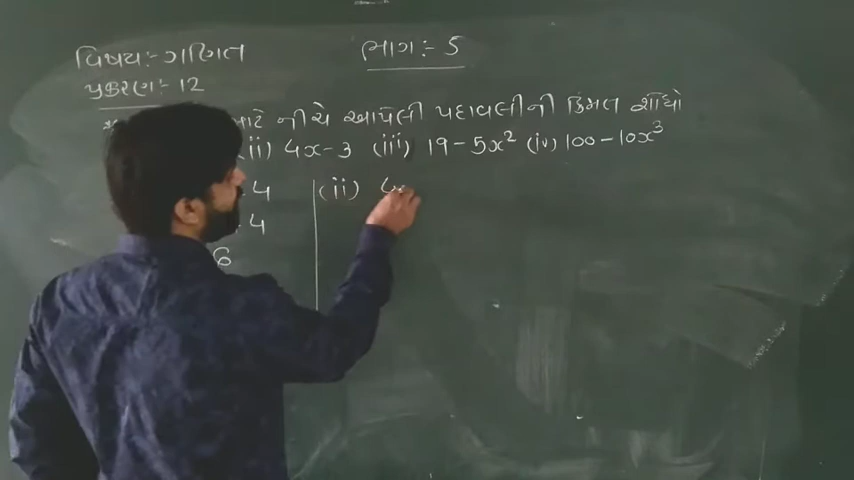 વિષય:- ગણિત
ભાગ:- 5
પ્રકરણ:- 12
માટે નીચે આપેલી પદાવલીની કિંમત શોધો
(ii) 4x-3 (iii) 19-5x² (iv) 100-10x³
4
(ii) 4x
4
6